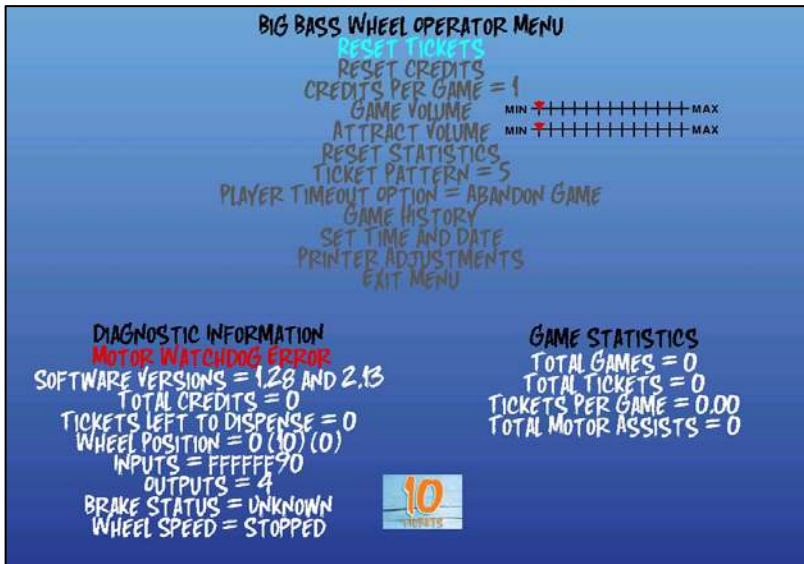 BIG BASS WHEEL OPERATOR MENU
RESET TICKETS
RESET CREDITS
CREDITS PER GAME = 1
GAME VOLUME MIN MAX
ATTRACT VOLUME MIN MAX
RESET STATISTICS
TICKET PATTERN = 5
PLAYER TIMEOUT OPTION = ABANDON GAME
GAME HISTORY
SET TIME AND DATE
PRINTER ADJUSTMENTS
EXIT MENU
DIAGNOSTIC INFORMATION
MOTOR WATCHDOG ERROR
SOFTWARE VERSIONS = 1.28 AND 2.13
TOTAL CREDITS = 0
TICKETS LEFT TO DISPENSE = 0
WHEEL POSITION = 0 (10) (0)
INPUTS = FFFFFF90
OUTPUTS = 4
BRAKE STATUS = UNKNOWN
WHEEL SPEED = STOPPED
GAME STATISTICS
TOTAL GAMES = 0
TOTAL TICKETS = 0
TICKETS PER GAME = 0.00
TOTAL MOTOR ASSISTS = 0
10
TICKETS